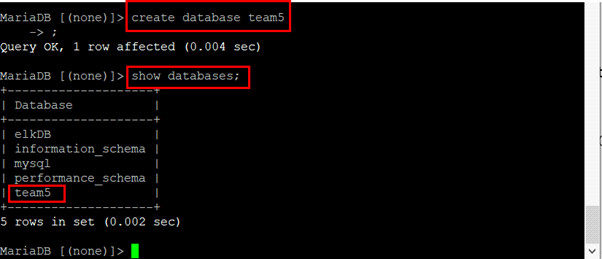 MariaDB [(none)]> create database team5
    -> ;
Query OK, 1 row affected (0.004 sec)
MariaDB [(none)]> show databases;
+--------------------+
| Database           |
+--------------------+
| elkDB              |
| information_schema |
| mysql              |
| performance_schema |
| team5              |
+--------------------+
5 rows in set (0.002 sec)
MariaDB [(none)]>